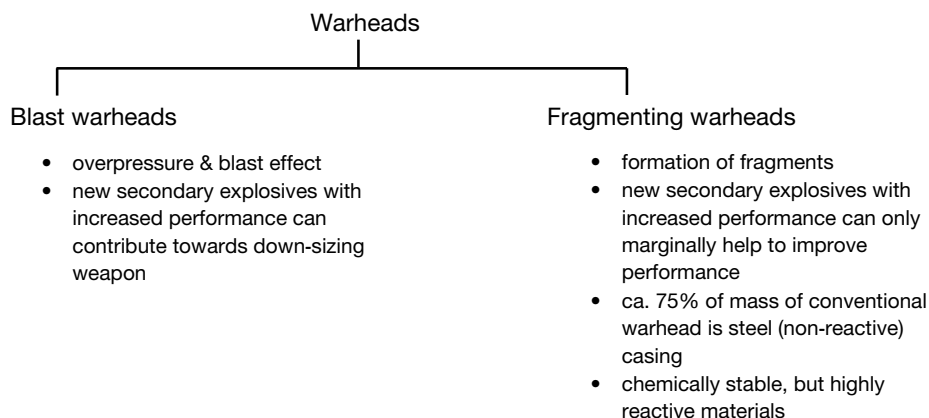 Warheads
Blast warheads
• overpressure & blast effect
• new secondary explosives with
increased performance can
contribute towards down-sizing
weapon
Fragmenting warheads
• formation of fragments
• new secondary explosives with
increased performance can only
marginally help to improve
performance
• ca. 75% of mass of conventional
warhead is steel (non-reactive)
casing
• chemically stable, but highly
reactive materials